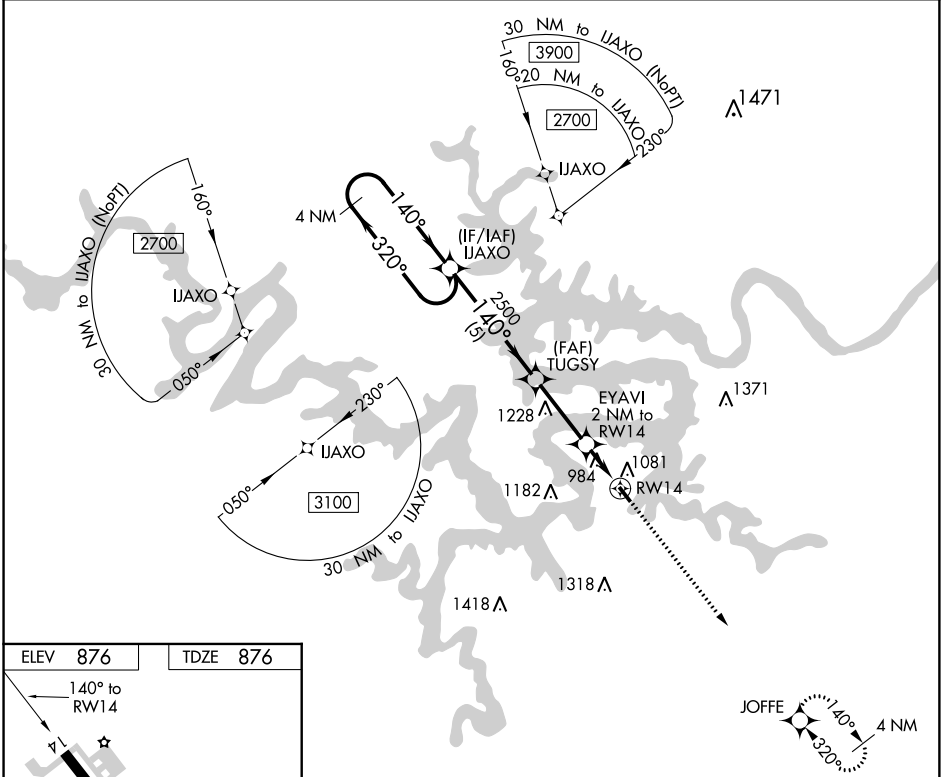 30 NM to IJAXO (NoPT)
3900
160°
20 NM to IJAXO
2700
230°
IJAXO
1471
30 NM to IJAXO (NoPT)
160°
2700
IJAXO
050°
4 NM
140°
320°
(IF/IAF)
IJAXO
2500
140°
(5)
(FAF)
TUGSY
1228
EYAVI
2 NM to
RW14
1371
984
1081
RW14
1182
230°
IJAXO
050°
3100
30 NM to IJAXO
1318
1418
ELEV 876
TDZE 876
140° to
RW14
14
JOFFE
140°
4 NM
320°